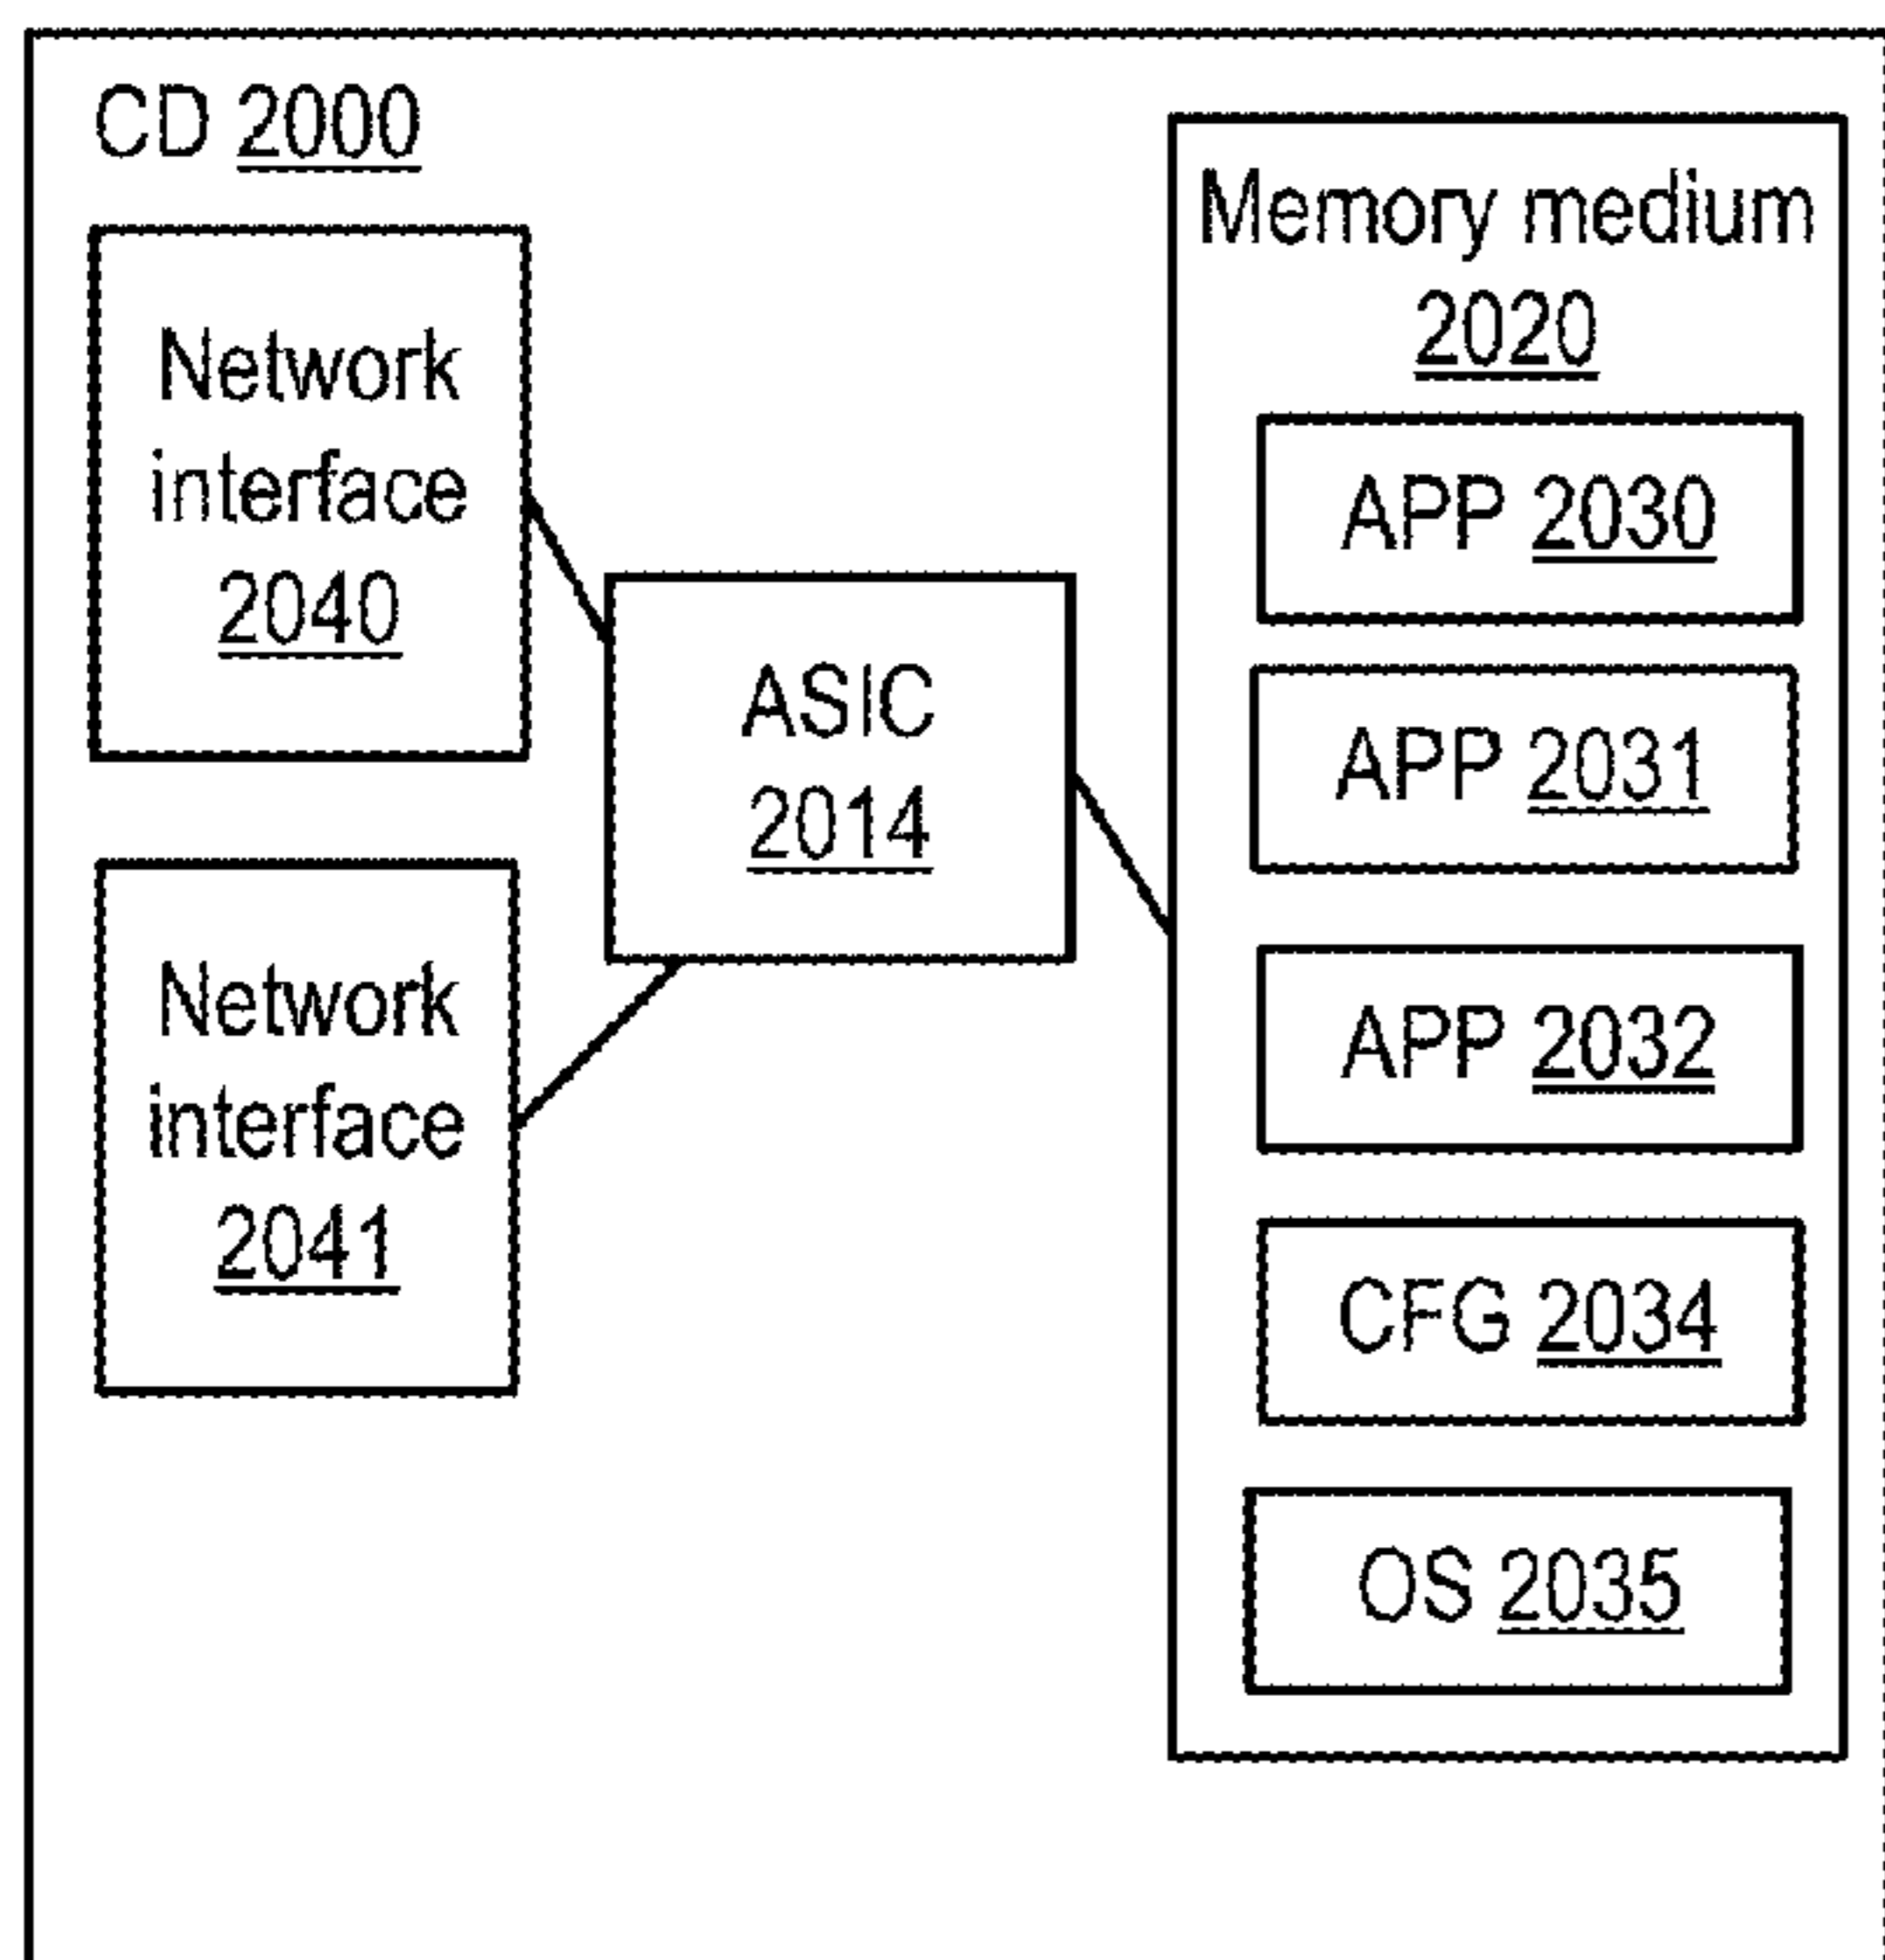 CD 2000
Network
interface
2040
Network
interface
2041
ASIC
2014
Memory medium
2020
APP 2030
APP 2031
APP 2032
CFG 2034
OS 2035